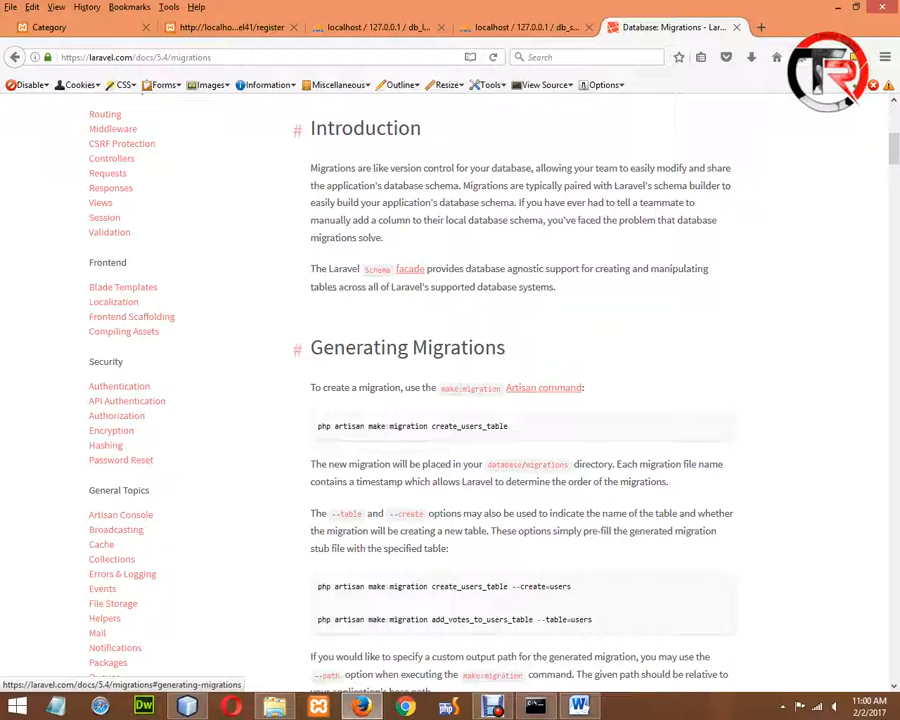 File Edit View History Bookmarks Tools Help
Category
http://localho...el41/register
localhost / 127.0.0.1 / db_l...
localhost / 127.0.0.1 / db_s...
Database: Migrations - Lar...
https://laravel.com/docs/5.4/migrations
Search
Disable Cookies CSS Forms Images Information Miscellaneous Outline Resize Tools View Source Options
TR
Routing
Middleware
CSRF Protection
Controllers
Requests
Responses
Views
Session
Validation
Frontend
Blade Templates
Localization
Frontend Scaffolding
Compiling Assets
Security
Authentication
API Authentication
Authorization
Encryption
Hashing
Password Reset
General Topics
Artisan Console
Broadcasting
Cache
Collections
Errors & Logging
Events
File Storage
Helpers
Mail
Notifications
Packages
# Introduction
Migrations are like version control for your database, allowing your team to easily modify and share
the application's database schema. Migrations are typically paired with Laravel's schema builder to
easily build your application's database schema. If you have ever had to tell a teammate to
manually add a column to their local database schema, you've faced the problem that database
migrations solve.
The Laravel Schema facade provides database agnostic support for creating and manipulating
tables across all of Laravel's supported database systems.
# Generating Migrations
To create a migration, use the make:migration Artisan command:
php artisan make:migration create_users_table
The new migration will be placed in your database/migrations directory. Each migration file name
contains a timestamp which allows Laravel to determine the order of the migrations.
The --table and --create options may also be used to indicate the name of the table and whether
the migration will be creating a new table. These options simply pre-fill the generated migration
stub file with the specified table:
php artisan make:migration create_users_table --create=users
php artisan make:migration add_votes_to_users_table --table=users
If you would like to specify a custom output path for the generated migration, you may use the
--path option when executing the make:migration command. The given path should be relative to
your application's base path.
https://laravel.com/docs/5.4/migrations#generating-migrations
Dw
11:00 AM
2/2/2017